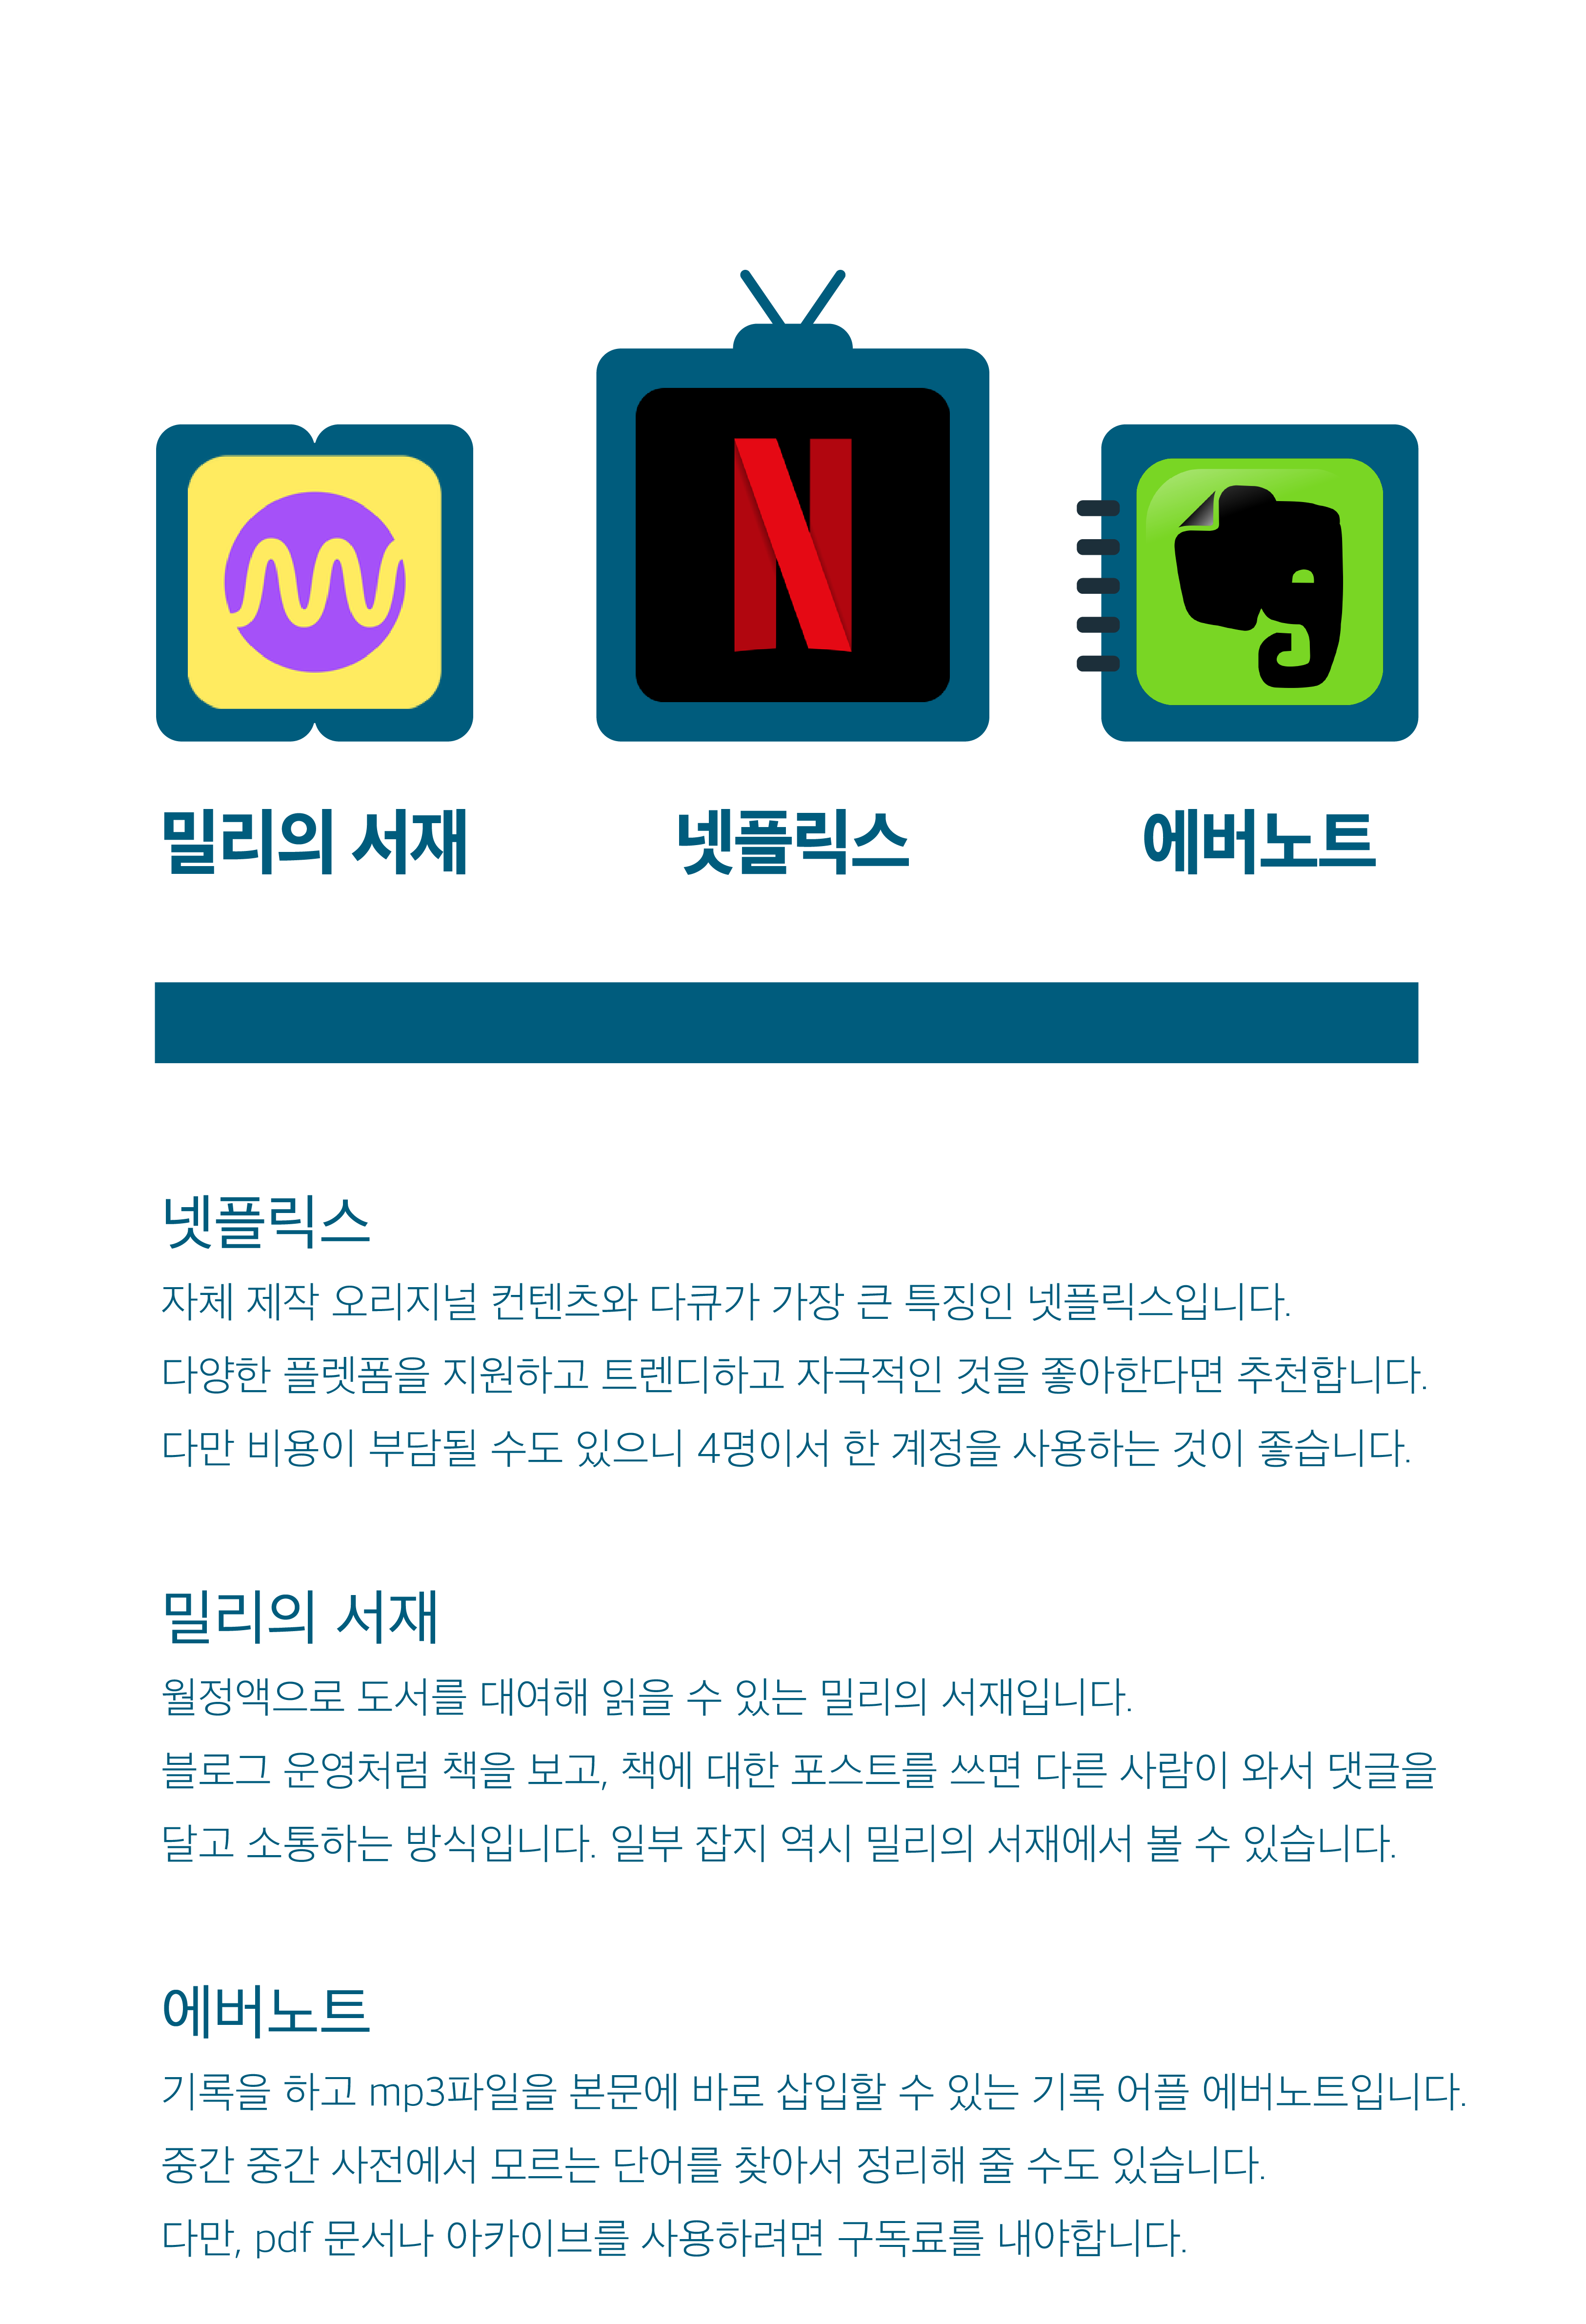 밀리의 서재
넷플릭스
에버노트
넷플릭스
자체 제작 오리지널 컨텐츠와 다큐가 가장 큰 특징인 넷플릭스입니다.
다양한 플렛폼을 지원하고 트렌디하고 자극적인 것을 좋아한다면 추천합니다.
다만 비용이 부담될 수도 있으니 4명이서 한 계정을 사용하는 것이 좋습니다.
밀리의 서재
월정액으로 도서를 대여해 읽을 수 있는 밀리의 서재입니다.
블로그 운영처럼 책을 보고, 책에 대한 포스트를 쓰면 다른 사람이 와서 댓글을
달고 소통하는 방식입니다. 일부 잡지 역시 밀리의 서재에서 볼 수 있습니다.
에버노트
기록을 하고 mp3파일을 본문에 바로 삽입할 수 있는 기록 어플 에버노트입니다.
중간 중간 사전에서 모르는 단어를 찾아서 정리해 줄 수도 있습니다.
다만, pdf 문서나 아카이브를 사용하려면 구독료를 내야합니다.